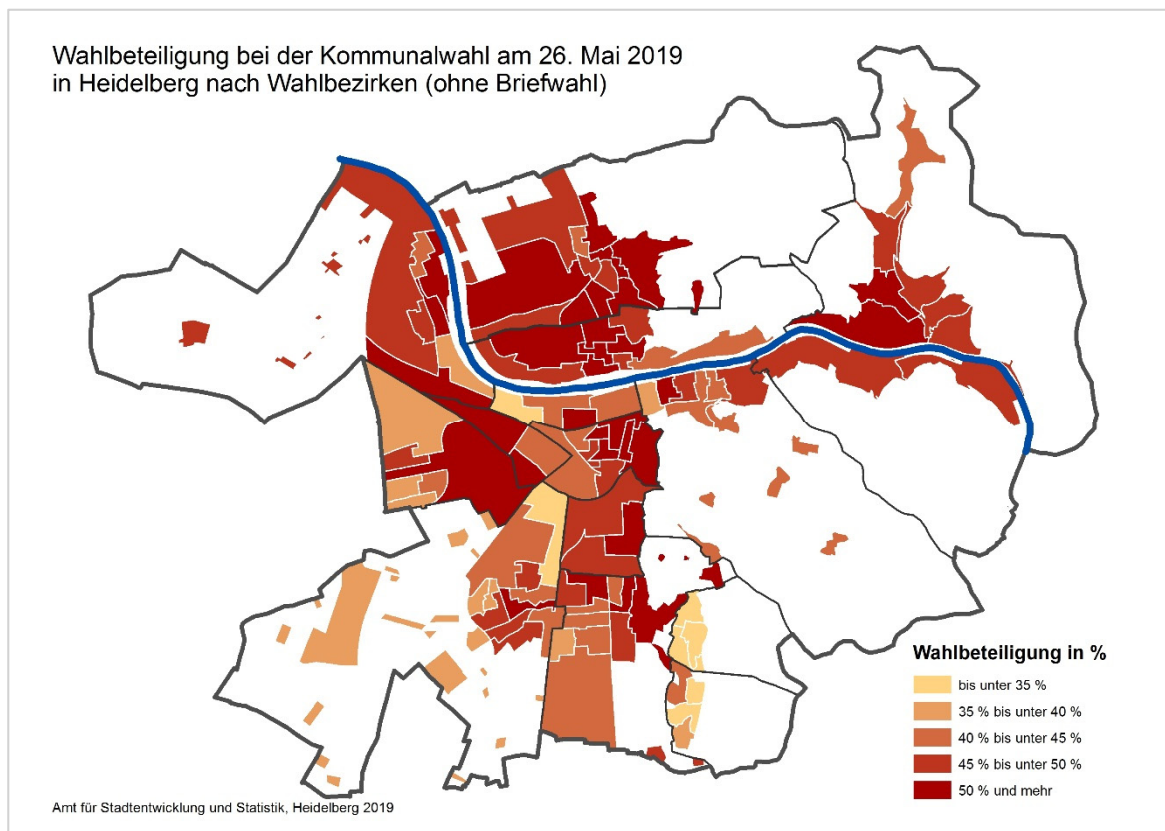 Wahlbeteiligung bei der Kommunalwahl am 26. Mai 2019
in Heidelberg nach Wahlbezirken (ohne Briefwahl)
Wahlbeteiligung in %
bis unter 35 %
35 % bis unter 40 %
40 % bis unter 45 %
45 % bis unter 50 %
50 % und mehr
Amt für Stadtentwicklung und Statistik, Heidelberg 2019